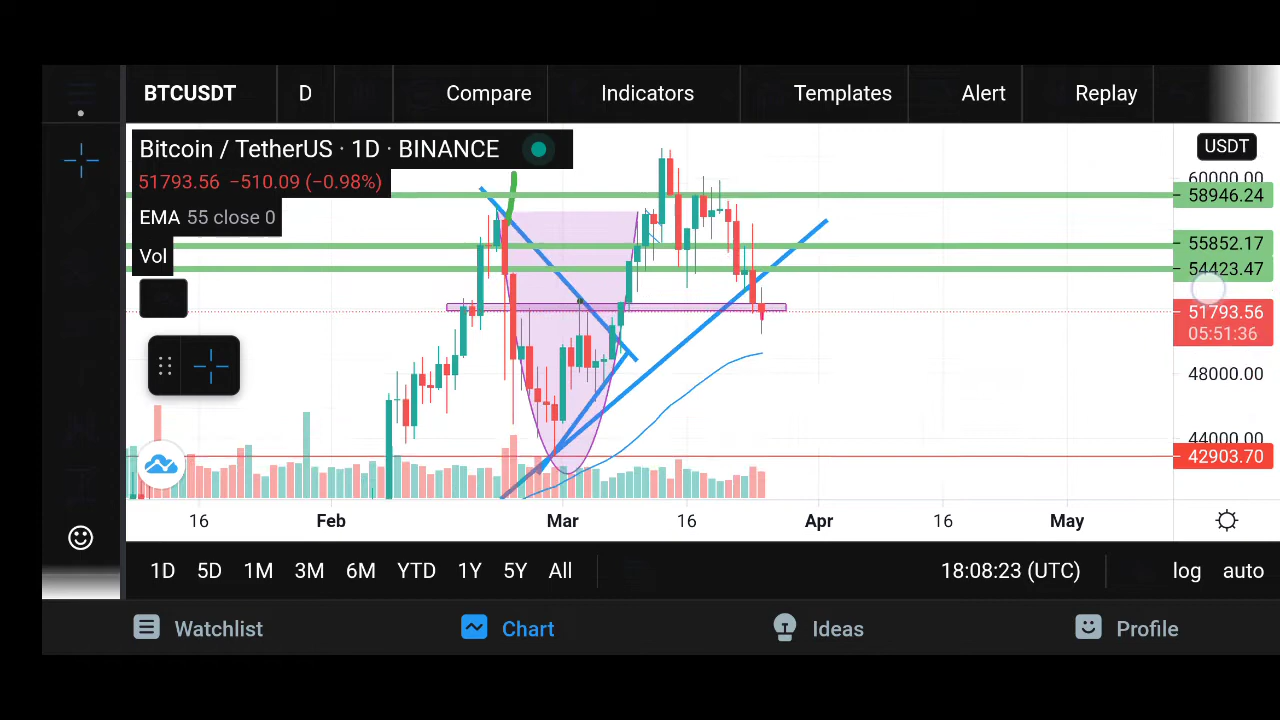 BTCUSDT D Compare Indicators Templates Alert Replay
Bitcoin / TetherUS · 1D · BINANCE
USDT
51793.56 −510.09 (−0.98%)
EMA 55 close 0
Vol
60000.00
58946.24
55852.17
54423.47
51793.56
05:51:36
48000.00
44000.00
42903.70
16 Feb Mar 16 Apr 16 May
1D 5D 1M 3M 6M YTD 1Y 5Y All 18:08:23 (UTC) log auto
Watchlist Chart Ideas Profile